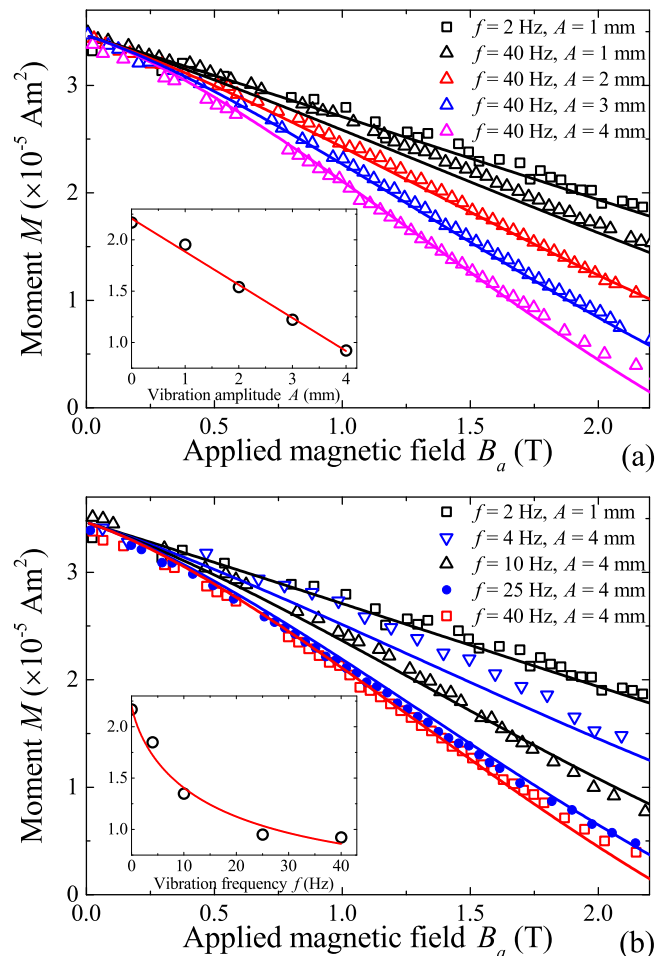 f = 2 Hz, A = 1 mm
f = 40 Hz, A = 1 mm
f = 40 Hz, A = 2 mm
f = 40 Hz, A = 3 mm
f = 40 Hz, A = 4 mm
Moment M (×10⁻⁵ Am²)
3
2
1
0
2.0
1.5
1.0
0 1 2 3 4
Vibration amplitude A (mm)
0.0 0.5 1.0 1.5 2.0
Applied magnetic field Bₐ (T)
(a)
f = 2 Hz, A = 1 mm
f = 4 Hz, A = 4 mm
f = 10 Hz, A = 4 mm
f = 25 Hz, A = 4 mm
f = 40 Hz, A = 4 mm
Moment M (×10⁻⁵ Am²)
3
2
1
0
2.0
1.5
1.0
0 10 20 30 40
Vibration frequency f (Hz)
0.0 0.5 1.0 1.5 2.0
Applied magnetic field Bₐ (T)
(b)